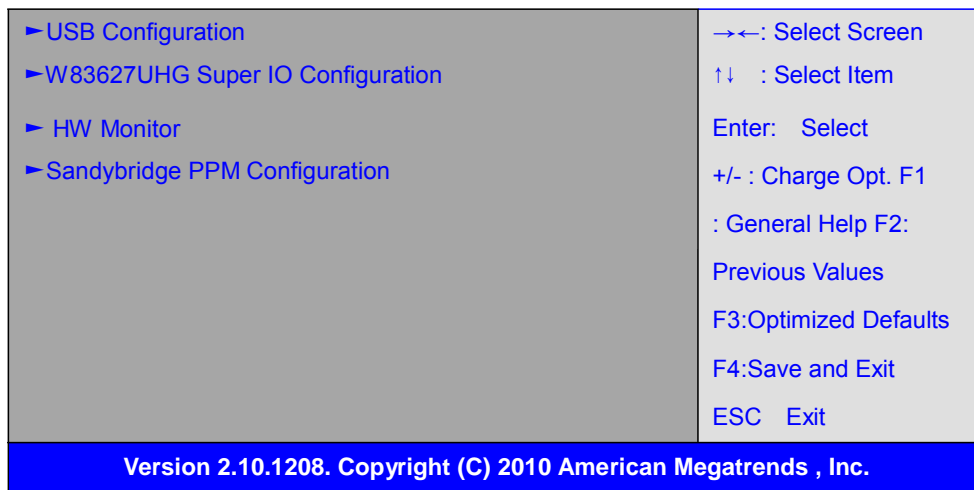 ►USB Configuration
►W83627UHG Super IO Configuration
► HW Monitor
►Sandybridge PPM Configuration
→←: Select Screen
↑↓ : Select Item
Enter: Select
+/- : Charge Opt. F1
: General Help F2:
Previous Values
F3:Optimized Defaults
F4:Save and Exit
ESC Exit
Version 2.10.1208. Copyright (C) 2010 American Megatrends , Inc.